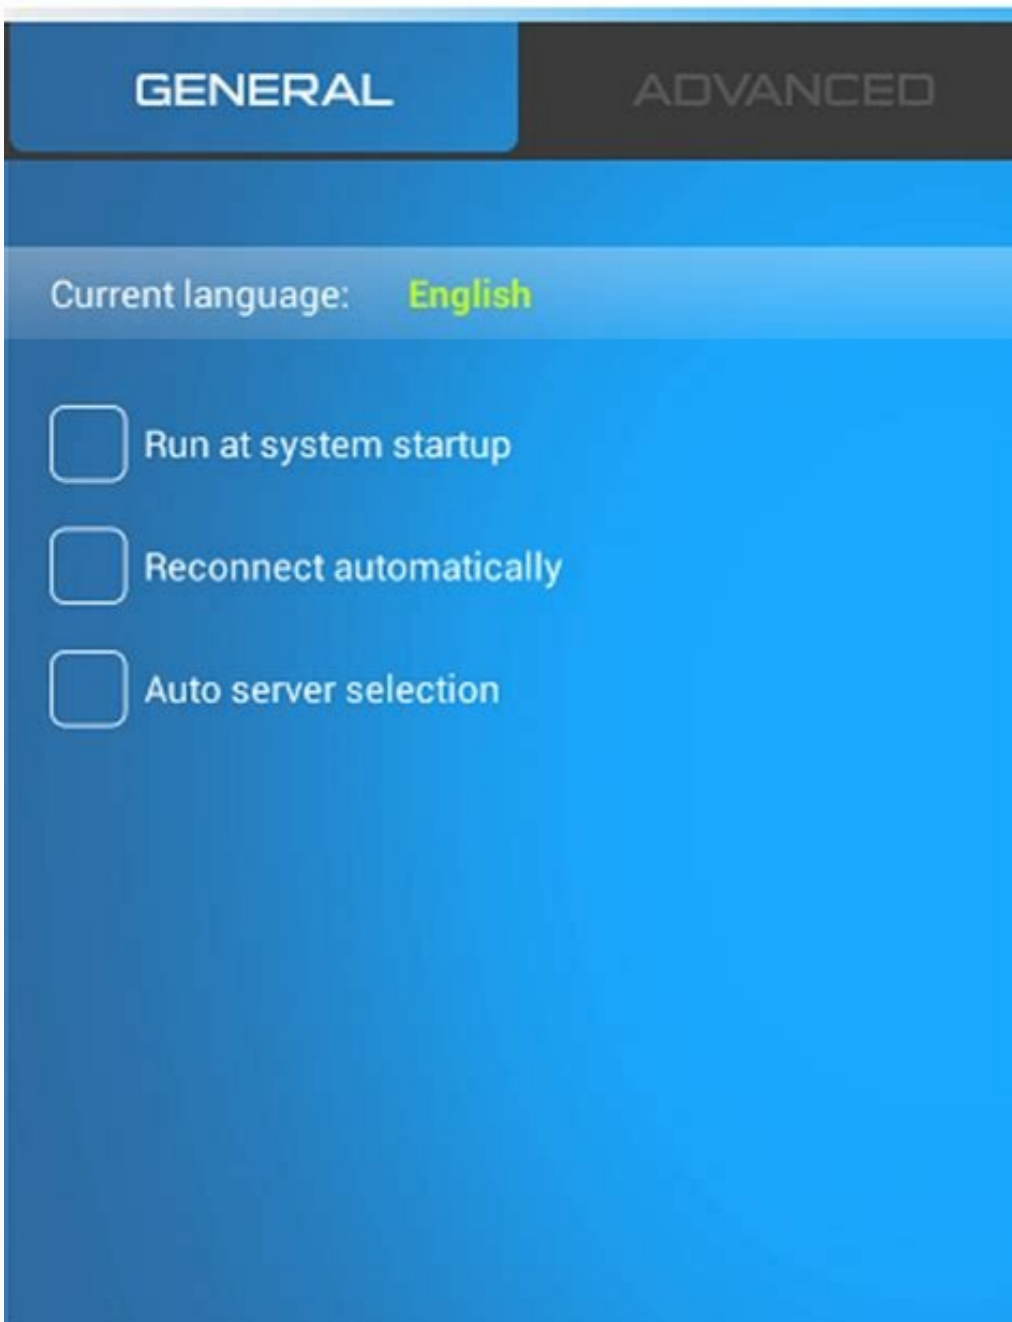 GENERAL ADVANCED
Current language: English
Run at system startup
Reconnect automatically
Auto server selection